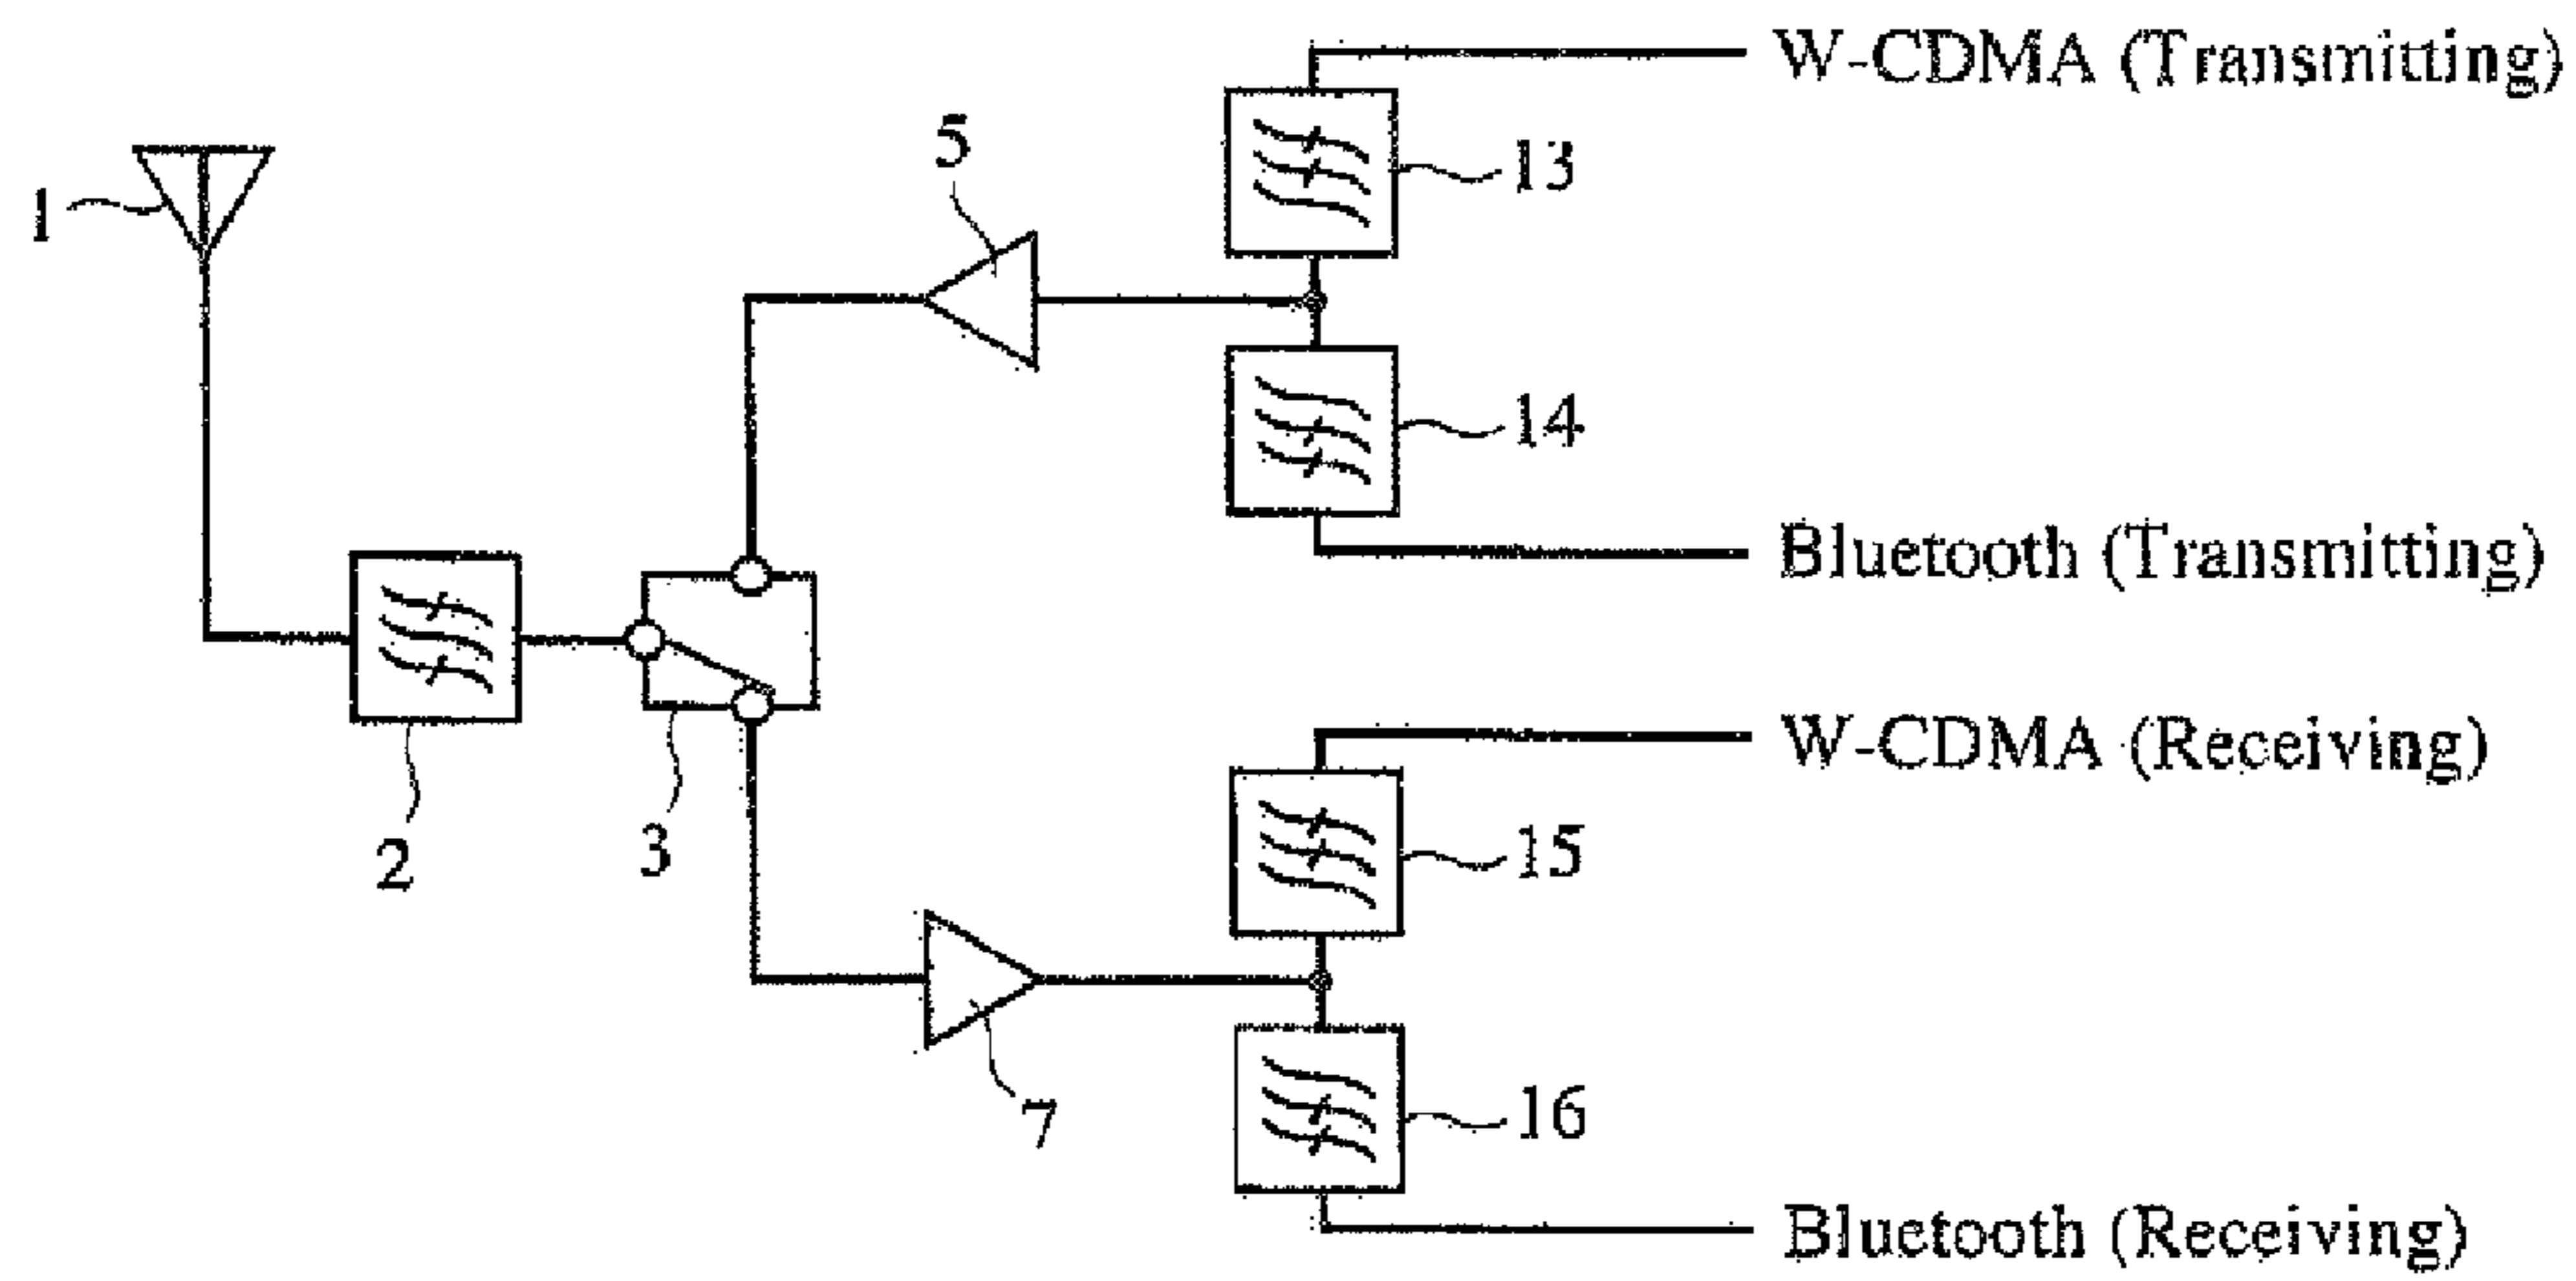 W-CDMA (Transmitting)
13
5
1
14
Bluetooth (Transmitting)
W-CDMA (Receiving)
2
3
15
7
16
Bluetooth (Receiving)